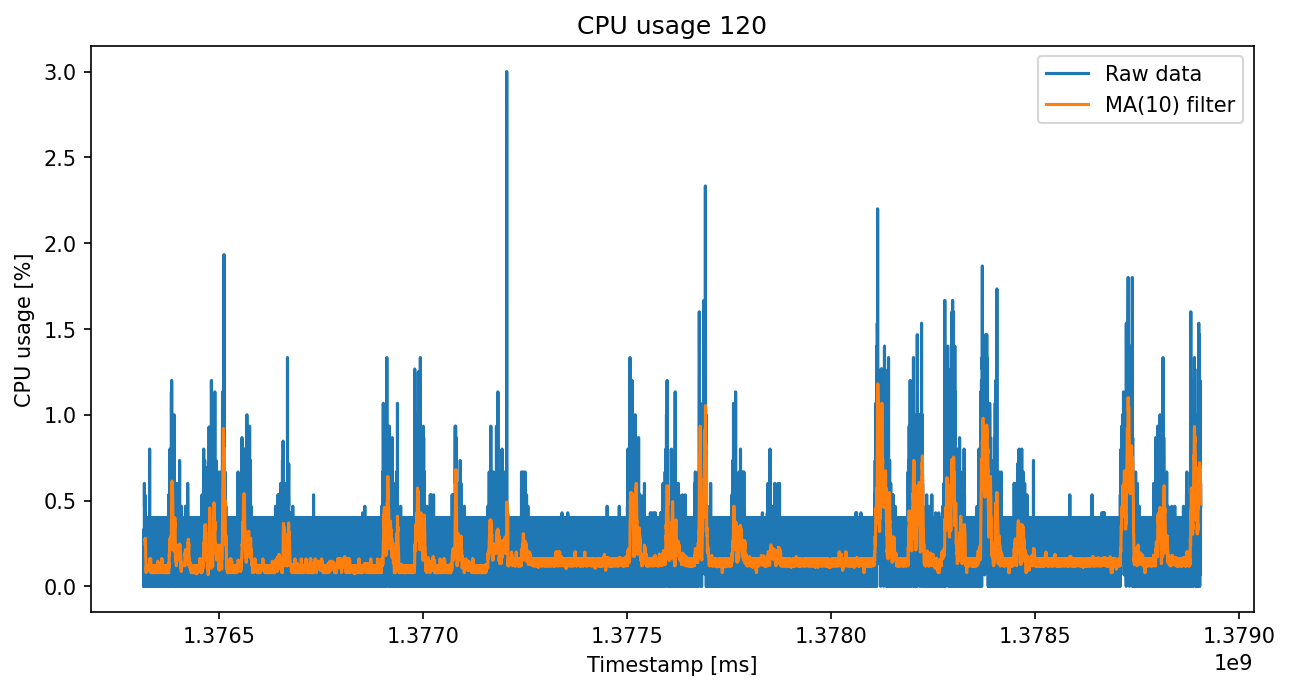 CPU usage 120
Raw data
MA(10) filter
CPU usage [%]
3.0
2.5
2.0
1.5
1.0
0.5
0.0
1.3765 1.3770 1.3775 1.3780 1.3785 1.3790
1e9
Timestamp [ms]